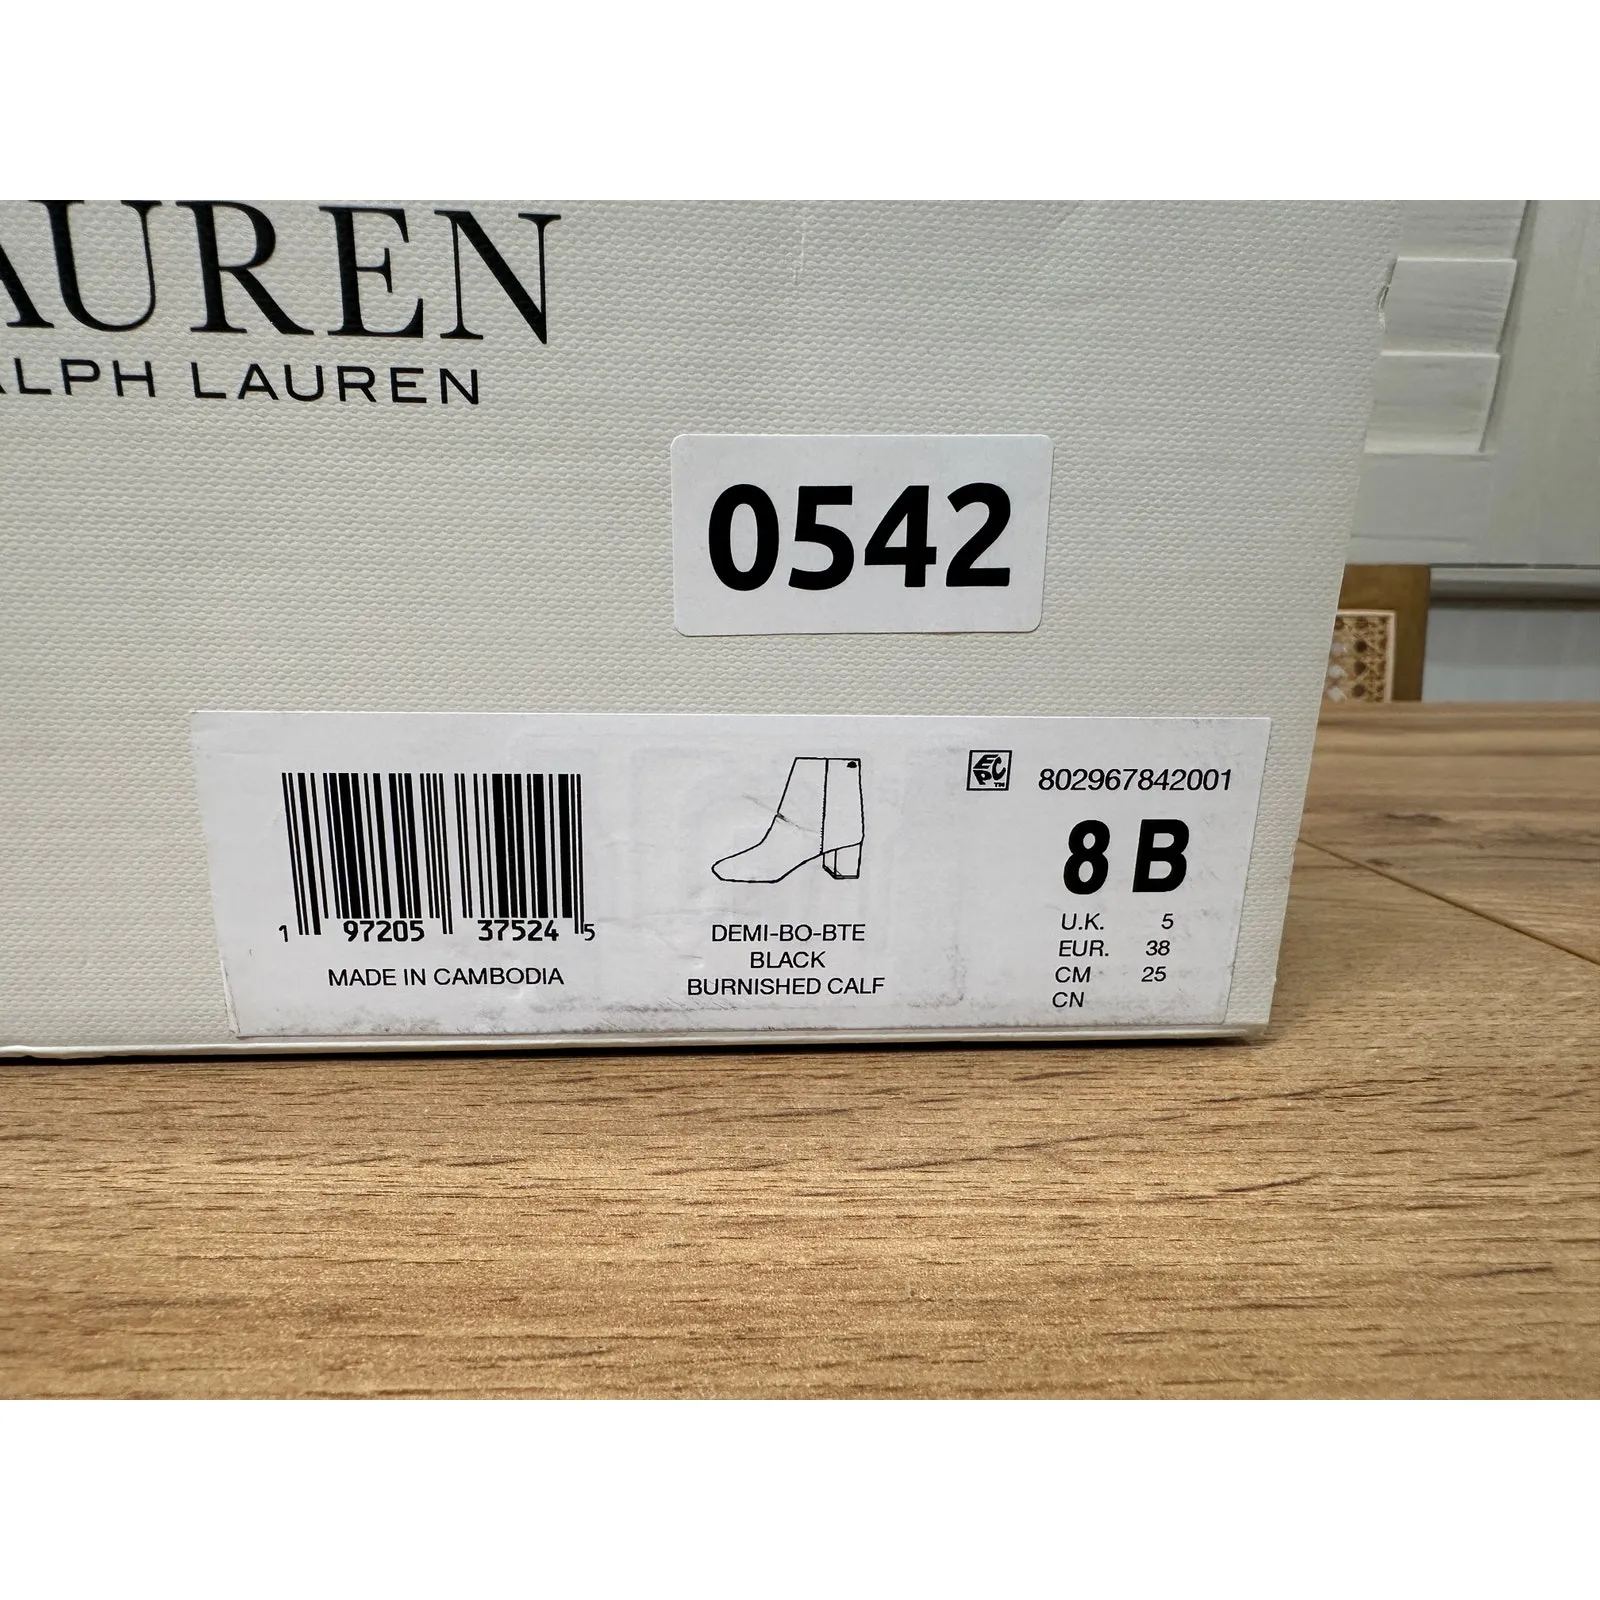 AUREN
ALPH LAUREN
0542
EPC™ 802967842001
8 B
U.K. 5
EUR. 38
CM 25
CN
1 97205 37524 5
MADE IN CAMBODIA
DEMI-BO-BTE
BLACK
BURNISHED CALF